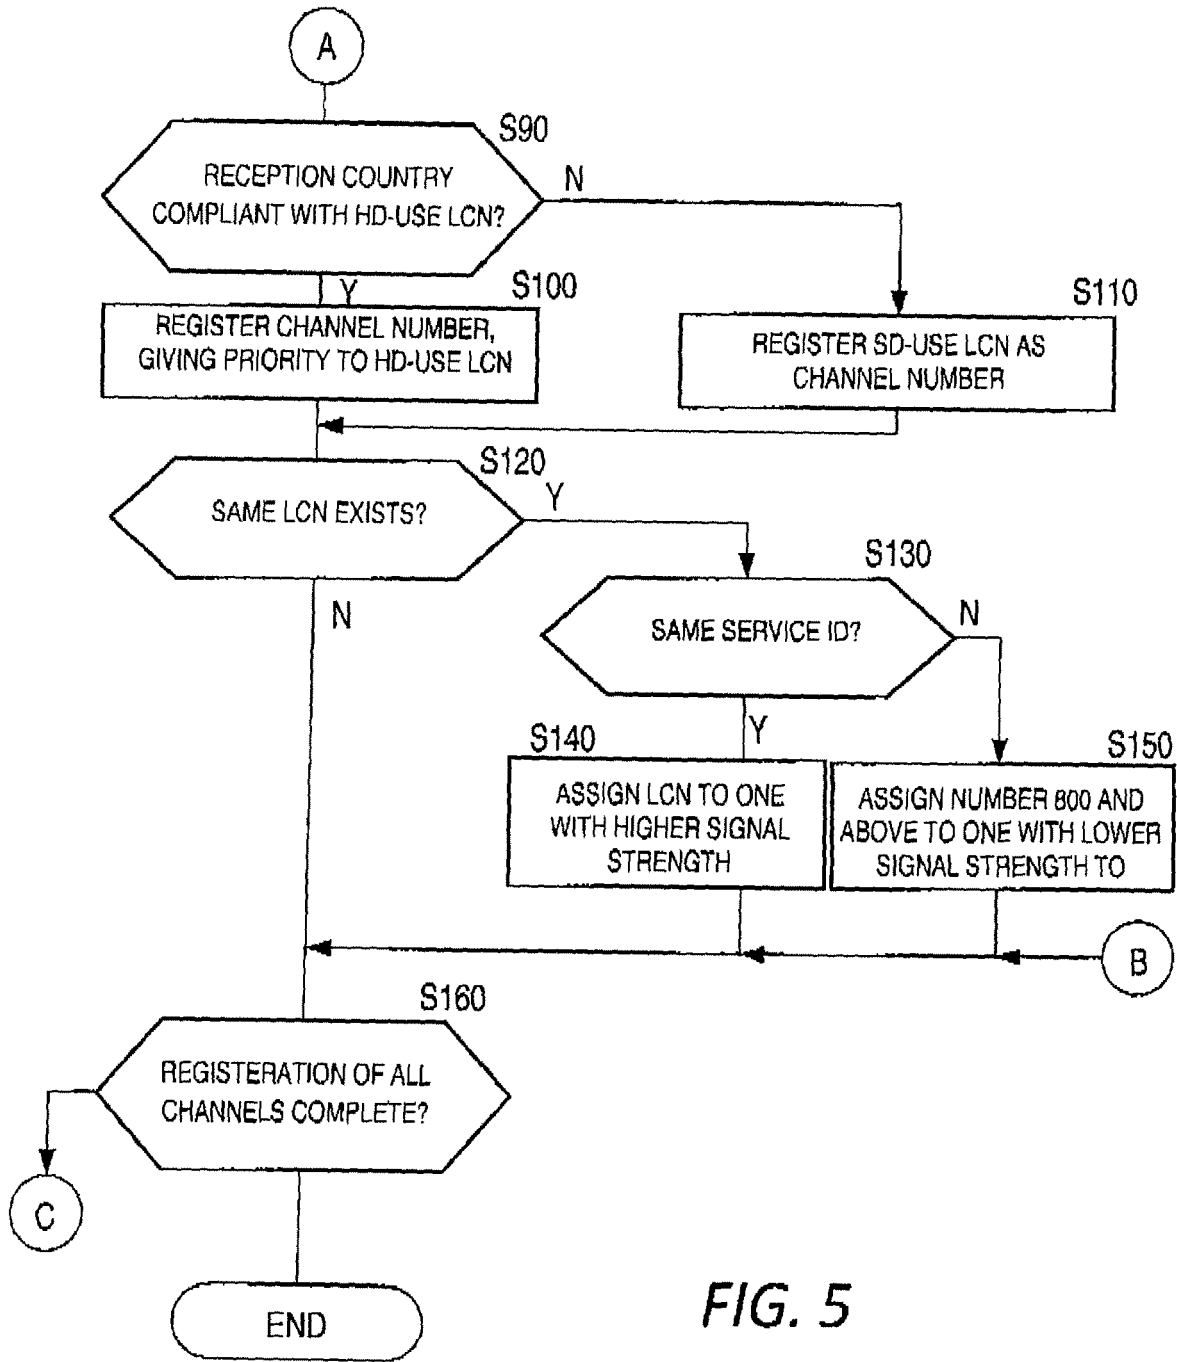 A
S90
RECEPTION COUNTRY
COMPLIANT WITH HD-USE LCN?
N
Y
S100
REGISTER CHANNEL NUMBER,
GIVING PRIORITY TO HD-USE LCN
S110
REGISTER SD-USE LCN AS
CHANNEL NUMBER
S120
SAME LCN EXISTS?
Y
N
S130
SAME SERVICE ID?
N
Y
S140
ASSIGN LCN TO ONE
WITH HIGHER SIGNAL
STRENGTH
S150
ASSIGN NUMBER 800 AND
ABOVE TO ONE WITH LOWER
SIGNAL STRENGTH TO
B
S160
REGISTERATION OF ALL
CHANNELS COMPLETE?
C
END
FIG. 5